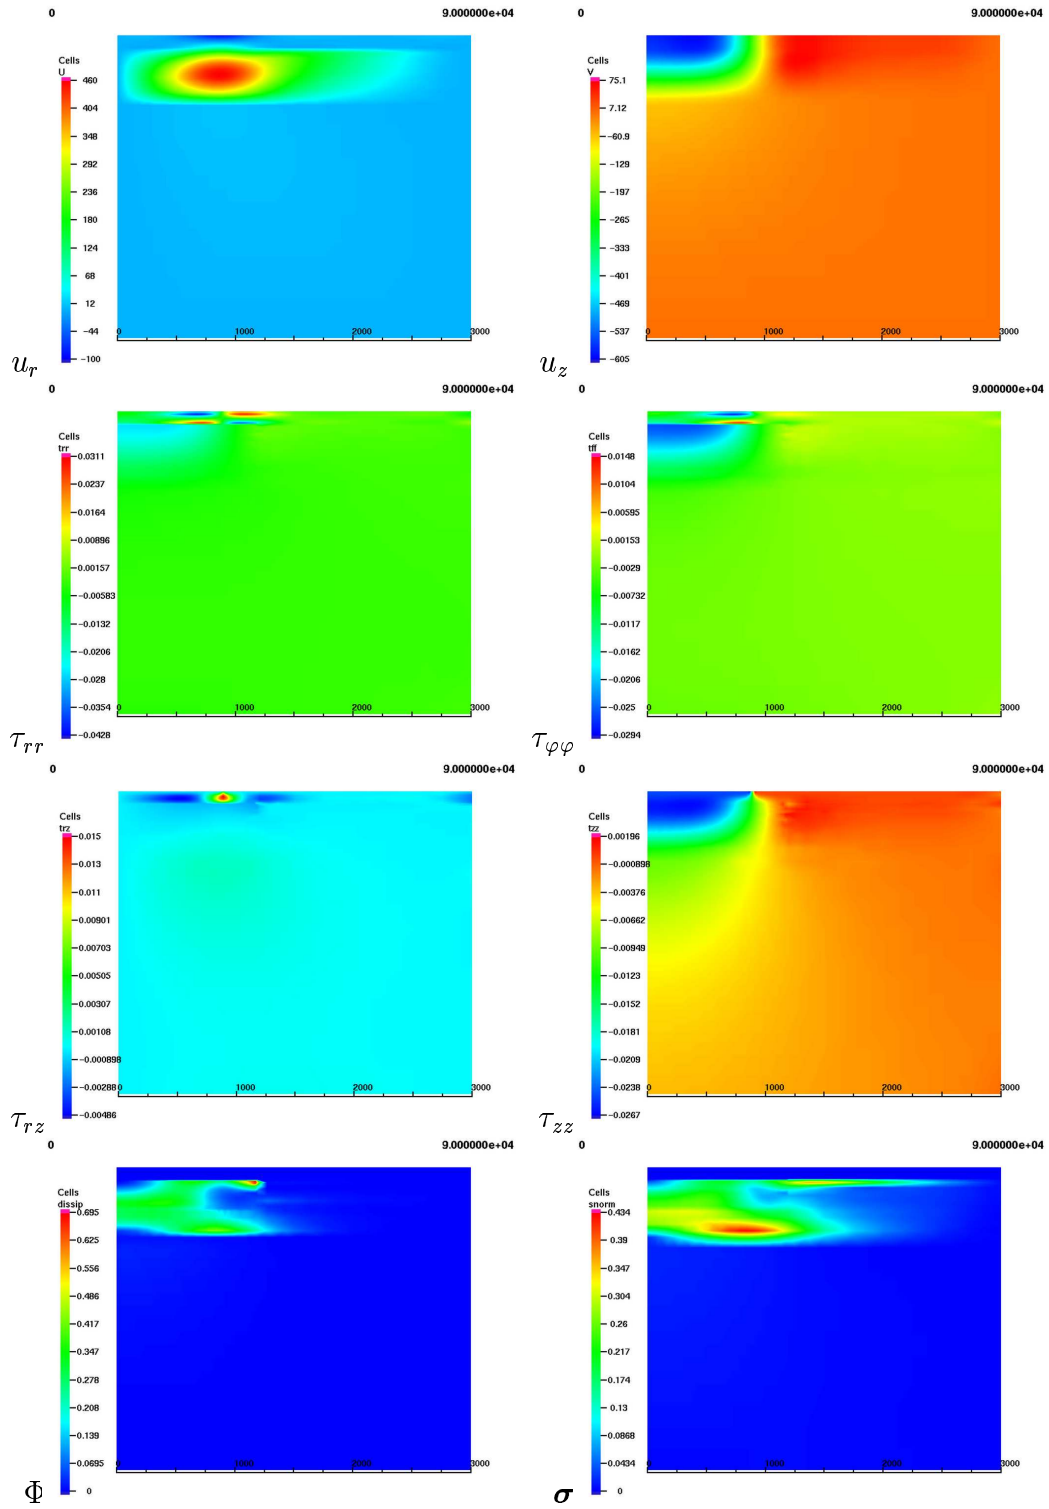 0 9.000000e+04 0 9.000000e+04
Cells
U
460
404
348
292
236
180
124
68
12
-44
-100
0 1000 2000 3000
u_r
Cells
V
75.1
7.12
-60.9
-129
-197
-265
-333
-401
-469
-537
-605
0 1000 2000 3000
u_z
0 9.000000e+04 0 9.000000e+04
Cells
trr
0.0311
0.0237
0.0164
0.00896
0.00157
-0.00583
-0.0132
-0.0206
-0.028
-0.0354
-0.0428
0 1000 2000 3000
τ_rr
Cells
tff
0.0148
0.0104
0.00595
0.00153
-0.0029
-0.00732
-0.0117
-0.0162
-0.0206
-0.025
-0.0294
0 1000 2000 3000
τ_φφ
0 9.000000e+04 0 9.000000e+04
Cells
trz
0.015
0.013
0.011
0.00901
0.00703
0.00505
0.00307
0.00108
-0.000898
-0.00288
-0.00486
0 1000 2000 3000
τ_rz
Cells
tzz
0.00196
-0.000898
-0.00376
-0.00662
-0.00949
-0.0123
-0.0152
-0.0181
-0.0209
-0.0238
-0.0267
0 1000 2000 3000
τ_zz
0 9.000000e+04 0 9.000000e+04
Cells
dissip
0.695
0.625
0.556
0.486
0.417
0.347
0.278
0.208
0.139
0.0695
0
0 1000 2000 3000
Φ
Cells
snorm
0.434
0.39
0.347
0.304
0.26
0.217
0.174
0.13
0.0868
0.0434
0
0 1000 2000 3000
σ